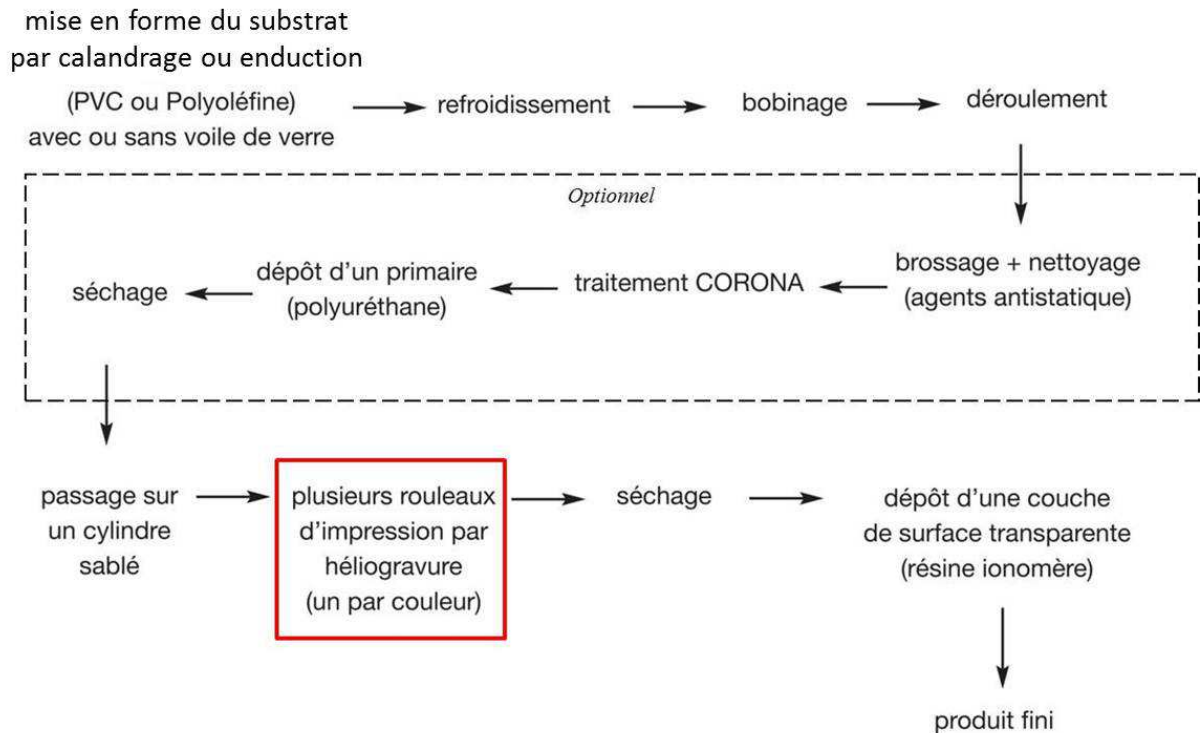 mise en forme du substrat
par calandrage ou enduction
(PVC ou Polyoléfine)
avec ou sans voile de verre
refroidissement
bobinage
déroulement
Optionnel
brossage + nettoyage
(agents antistatique)
traitement CORONA
dépôt d'un primaire
(polyuréthane)
séchage
passage sur
un cylindre
sablé
plusieurs rouleaux
d'impression par
héliogravure
(un par couleur)
séchage
dépôt d'une couche
de surface transparente
(résine ionomère)
produit fini